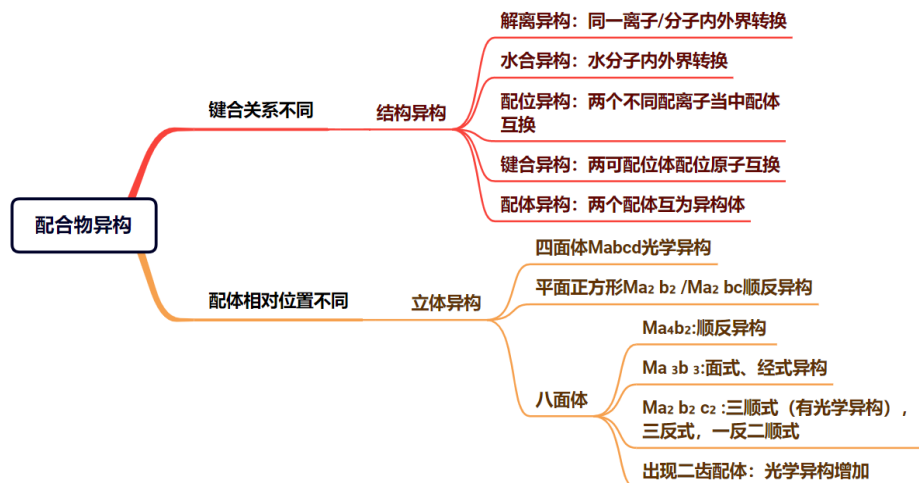 配合物异构
键合关系不同
结构异构
解离异构：同一离子/分子内外界转换
水合异构：水分子内外界转换
配位异构：两个不同配离子当中配体
互换
键合异构：两可配位体配位原子互换
配体异构：两个配体互为异构体
配体相对位置不同
立体异构
四面体Mabcd光学异构
平面正方形Ma₂ b₂ /Ma₂ bc顺反异构
八面体
Ma₄b₂:顺反异构
Ma ₃b ₃:面式、经式异构
Ma₂ b₂ c₂ :三顺式（有光学异构），
三反式，一反二顺式
出现二齿配体：光学异构增加